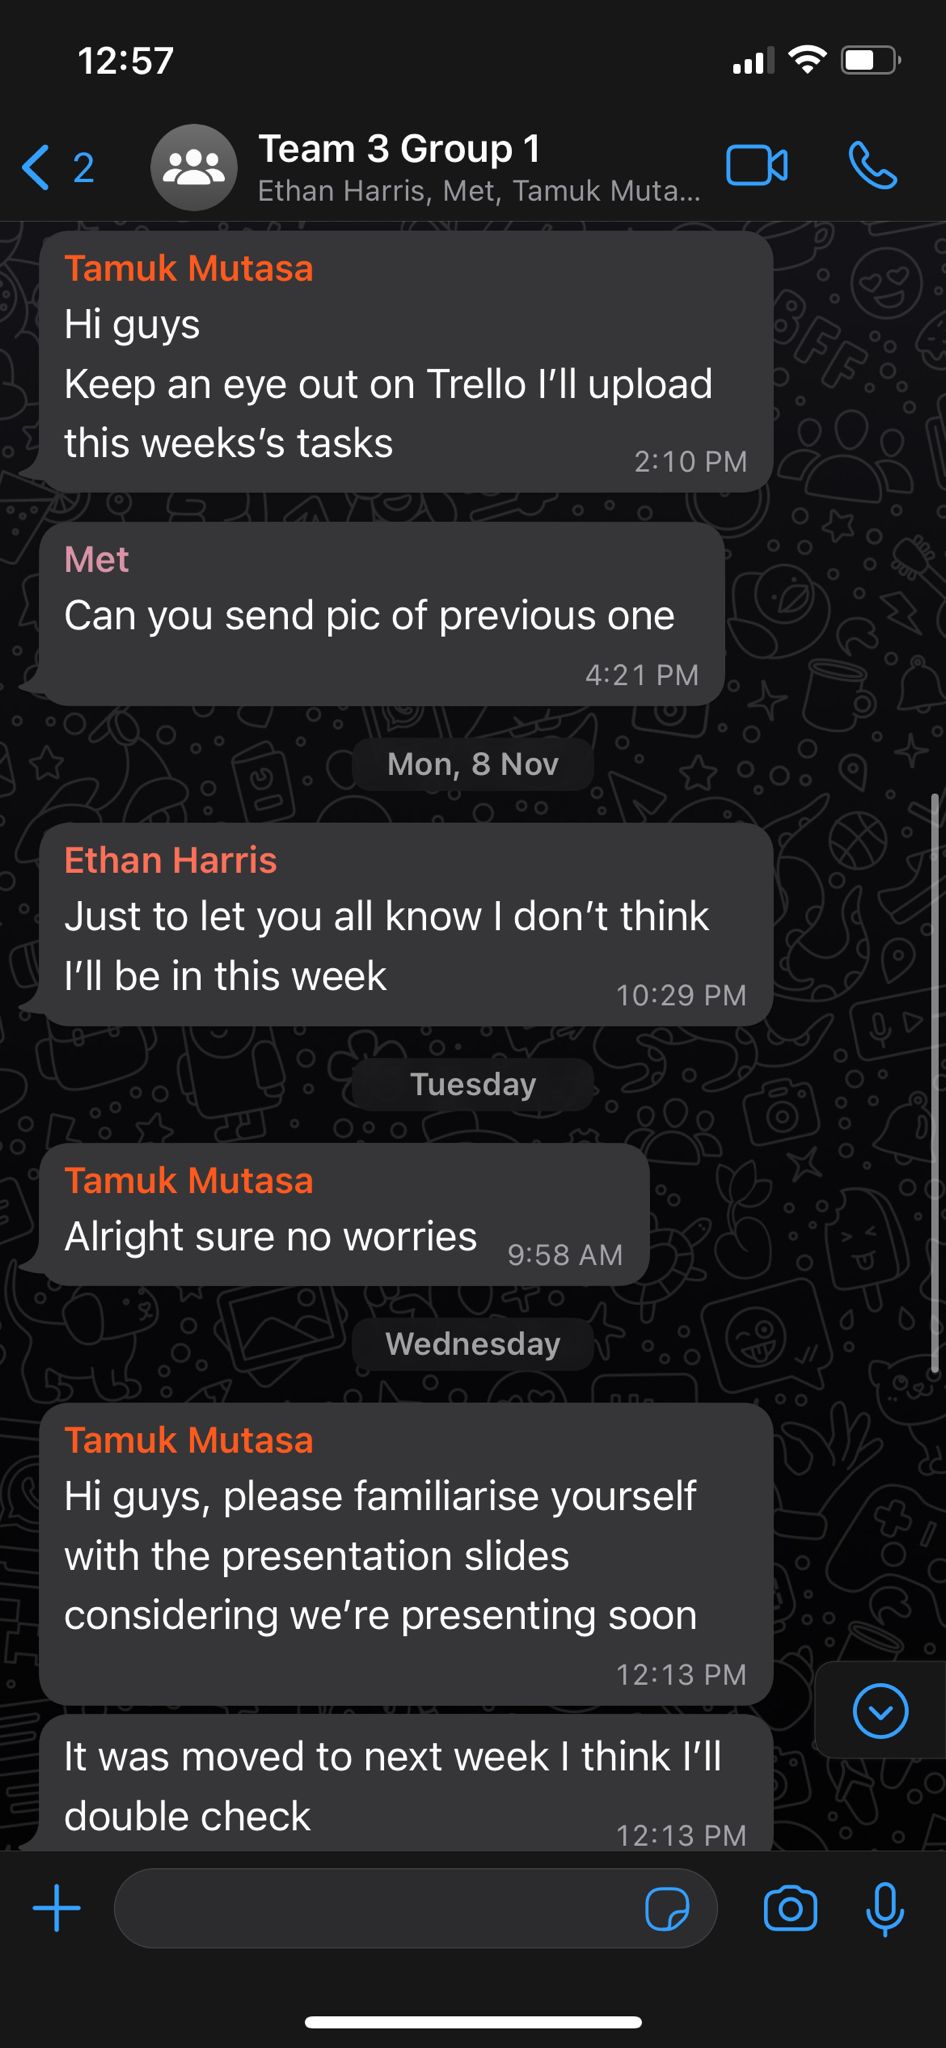 12:57
2
Team 3 Group 1
Ethan Harris, Met, Tamuk Muta...
Tamuk Mutasa
Hi guys
Keep an eye out on Trello I’ll upload
this weeks’s tasks
2:10 PM
Met
Can you send pic of previous one
4:21 PM
Mon, 8 Nov
Ethan Harris
Just to let you all know I don’t think
I’ll be in this week
10:29 PM
Tuesday
Tamuk Mutasa
Alright sure no worries
9:58 AM
Wednesday
Tamuk Mutasa
Hi guys, please familiarise yourself
with the presentation slides
considering we’re presenting soon
12:13 PM
It was moved to next week I think I’ll
double check
12:13 PM